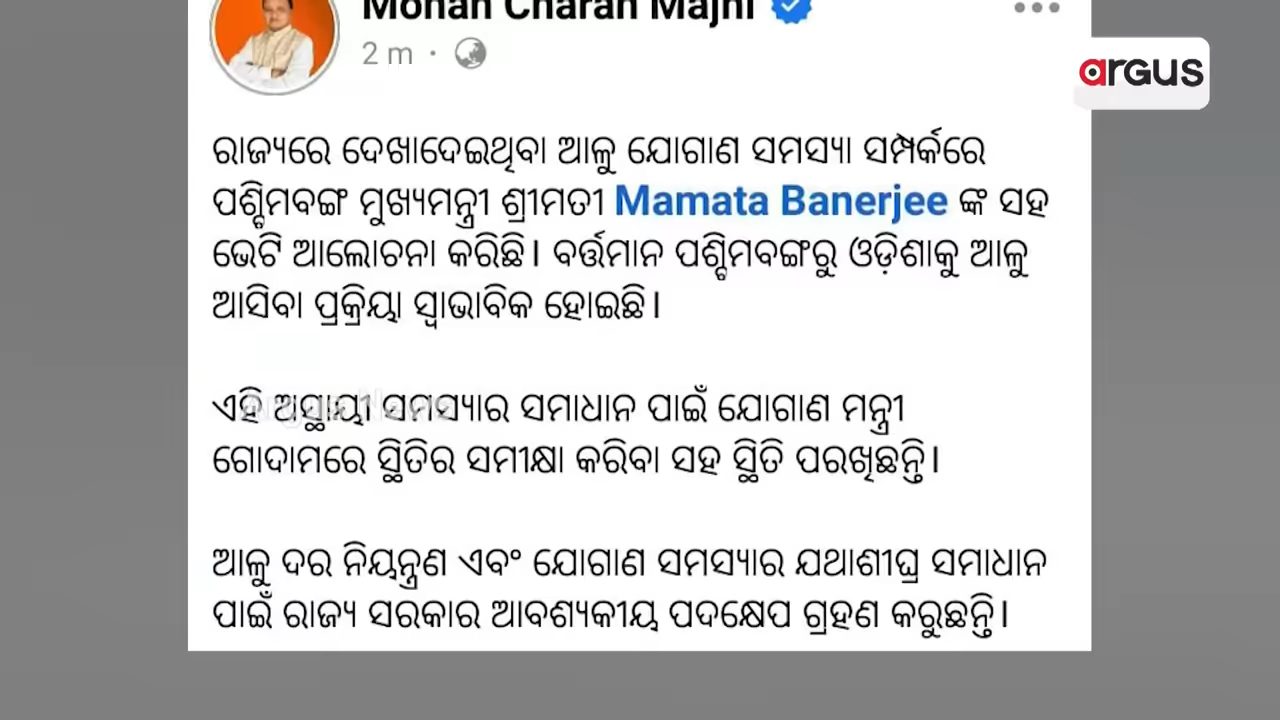 Mohan Charan Majhi
2 m ·
argus
ରାଜ୍ୟରେ ଦେଖାଦେଇଥିବା ଆଳୁ ଯୋଗାଣ ସମସ୍ୟା ସମ୍ପର୍କରେ
ପଶ୍ଚିମବଙ୍ଗ ମୁଖ୍ୟମନ୍ତ୍ରୀ ଶ୍ରୀମତୀ Mamata Banerjee ଙ୍କ ସହ
ଭେଟି ଆଲୋଚନା କରିଛି। ବର୍ତ୍ତମାନ ପଶ୍ଚିମବଙ୍ଗରୁ ଓଡ଼ିଶାକୁ ଆଳୁ
ଆସିବା ପ୍ରକ୍ରିୟା ସ୍ୱାଭାବିକ ହୋଇଛି।
ଏହି ଅସ୍ଥାୟୀ ସମସ୍ୟାର ସମାଧାନ ପାଇଁ ଯୋଗାଣ ମନ୍ତ୍ରୀ
ଗୋଦାମରେ ସ୍ଥିତିର ସମୀକ୍ଷା କରିବା ସହ ସ୍ଥିତି ପରଖିଛନ୍ତି।
ଆଳୁ ଦର ନିୟନ୍ତ୍ରଣ ଏବଂ ଯୋଗାଣ ସମସ୍ୟାର ଯଥାଶୀଘ୍ର ସମାଧାନ
ପାଇଁ ରାଜ୍ୟ ସରକାର ଆବଶ୍ୟକୀୟ ପଦକ୍ଷେପ ଗ୍ରହଣ କରୁଛନ୍ତି।